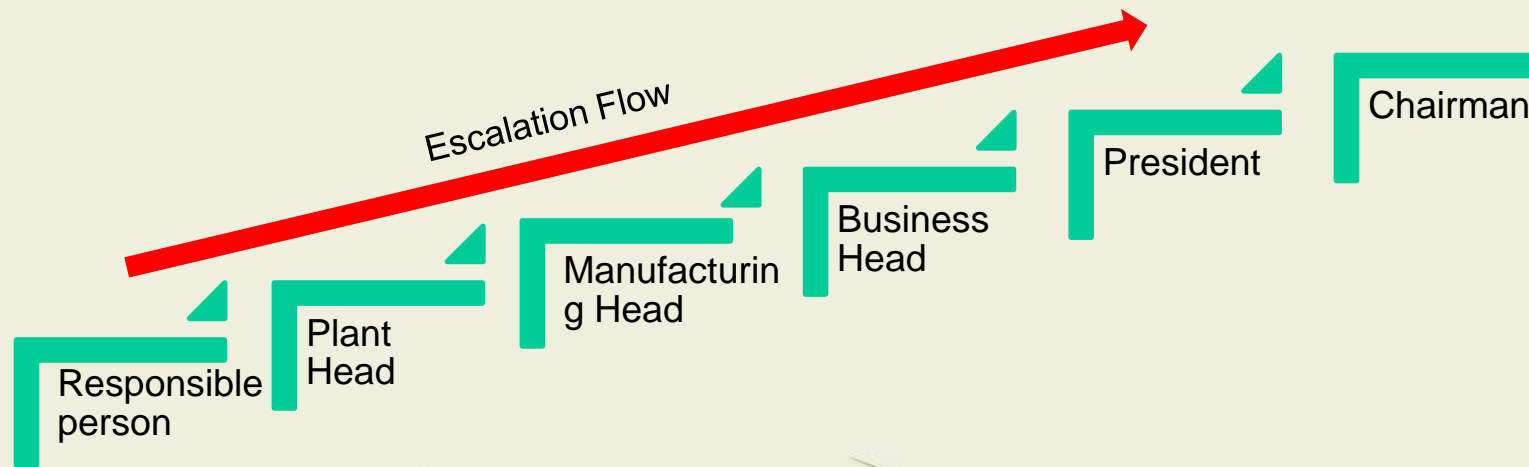 Escalation Flow
Responsible
person
Plant
Head
Manufacturin
g Head
Business
Head
President
Chairman